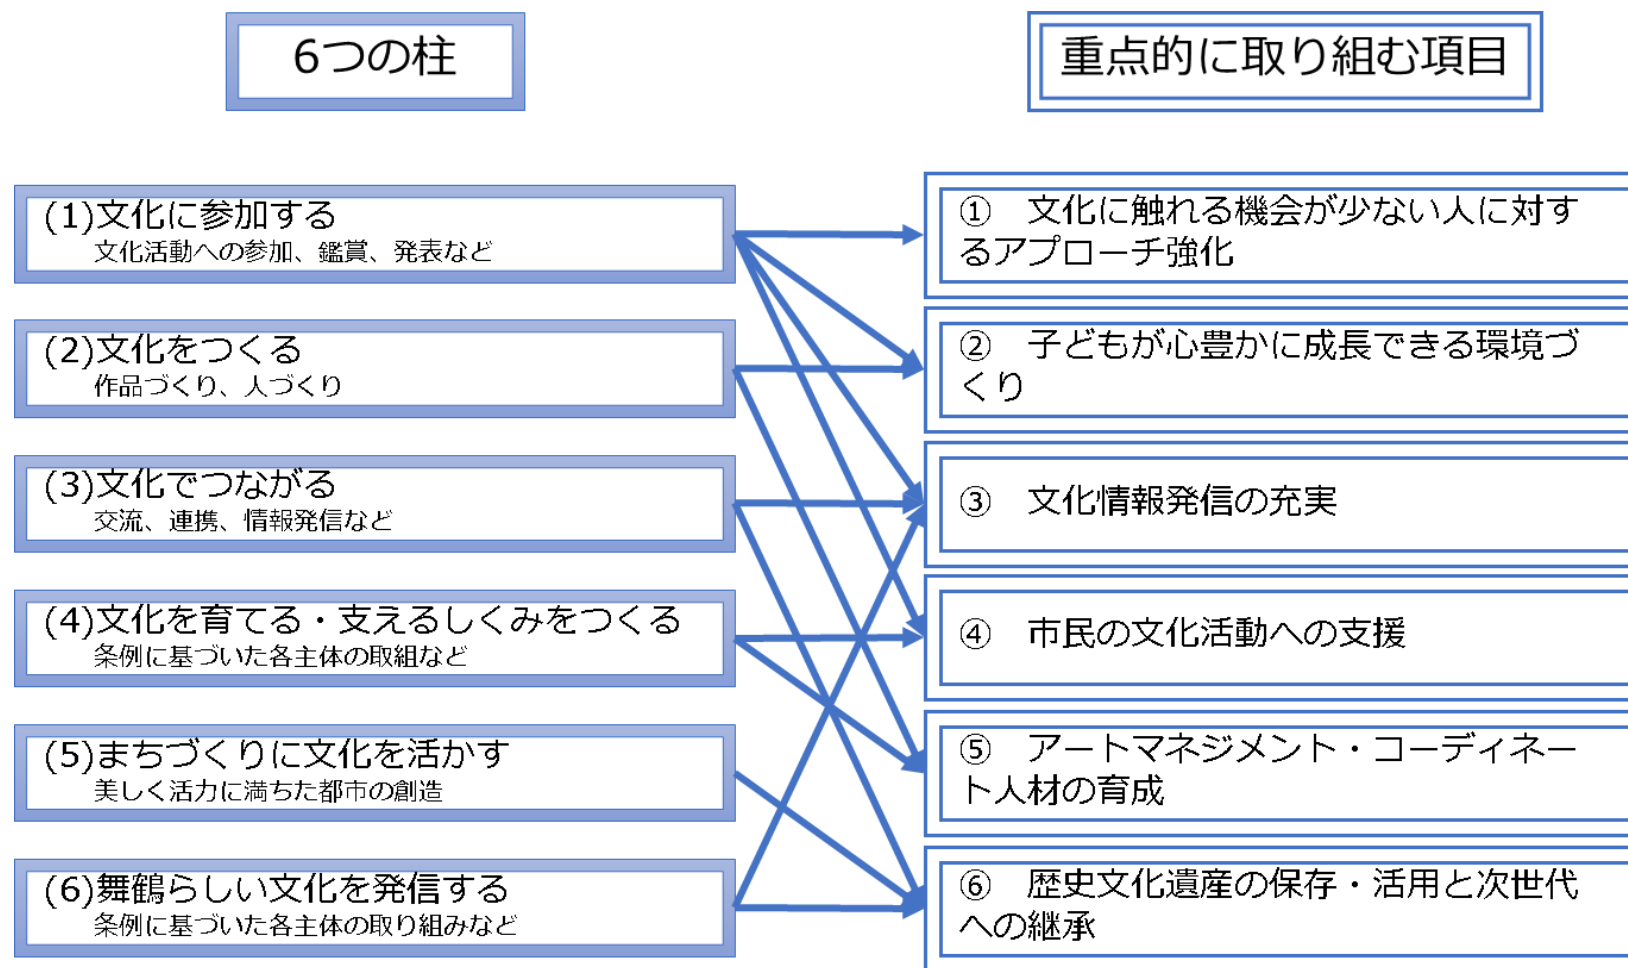 6つの柱
重点的に取り組む項目
(1)文化に参加する
文化活動への参加、鑑賞、発表など
(2)文化をつくる
作品づくり、人づくり
(3)文化でつながる
交流、連携、情報発信など
(4)文化を育てる・支えるしくみをつくる
条例に基づいた各主体の取組など
(5)まちづくりに文化を活かす
美しく活力に満ちた都市の創造
(6)舞鶴らしい文化を発信する
条例に基づいた各主体の取り組みなど
①　文化に触れる機会が少ない人に対す
るアプローチ強化
②　子どもが心豊かに成長できる環境づ
くり
③　文化情報発信の充実
④　市民の文化活動への支援
⑤　アートマネジメント・コーディネー
ト人材の育成
⑥　歴史文化遺産の保存・活用と次世代
への継承